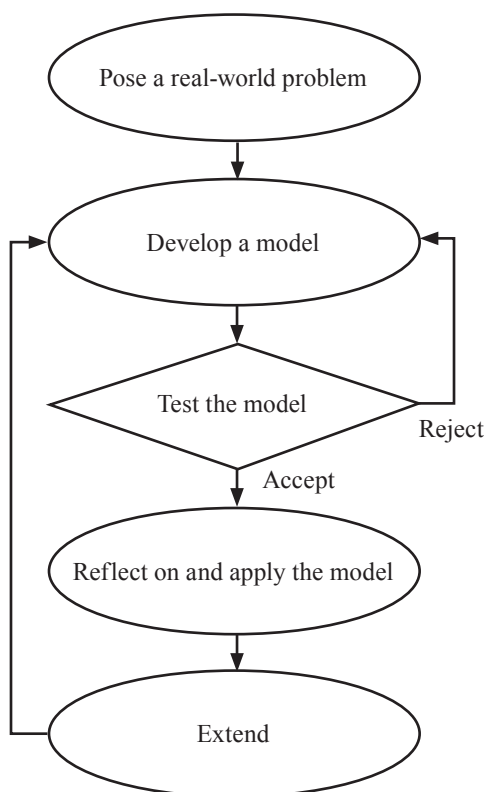 Pose a real-world problem
Develop a model
Test the model
Reject
Accept
Reflect on and apply the model
Extend